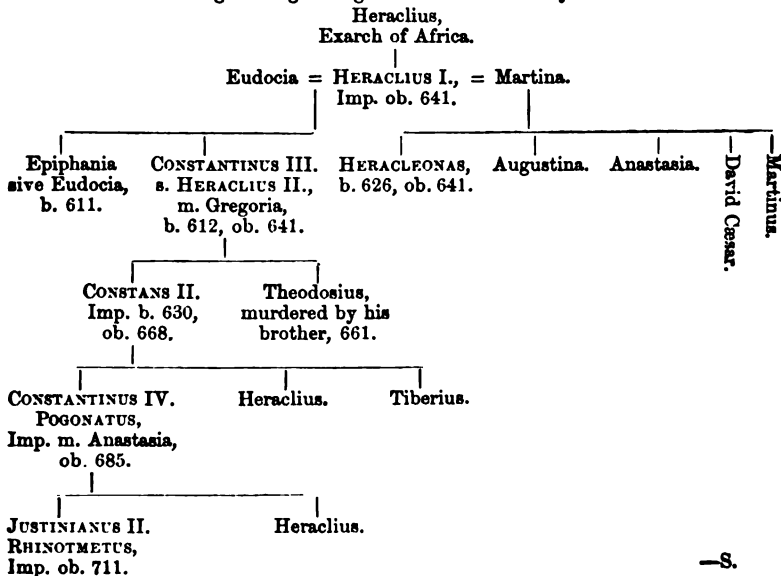 Heraclius,
Exarch of Africa.
Eudocia = HERACLIUS I., = Martina.
Imp. ob. 641.
Epiphania
sive Eudocia,
b. 611.
CONSTANTINUS III.
s. HERACLIUS II.,
m. Gregoria,
b. 612, ob. 641.
HERACLEONAS,
b. 626, ob. 641.
Augustina.
Anastasia.
David Cæsar.
Martinus.
CONSTANS II.
Imp. b. 630,
ob. 668.
Theodosius,
murdered by his
brother, 661.
CONSTANTINUS IV.
POGONATUS,
Imp. m. Anastasia,
ob. 685.
Heraclius.
Tiberius.
JUSTINIANUS II.
RHINOTMETUS,
Imp. ob. 711.
Heraclius.
—S.